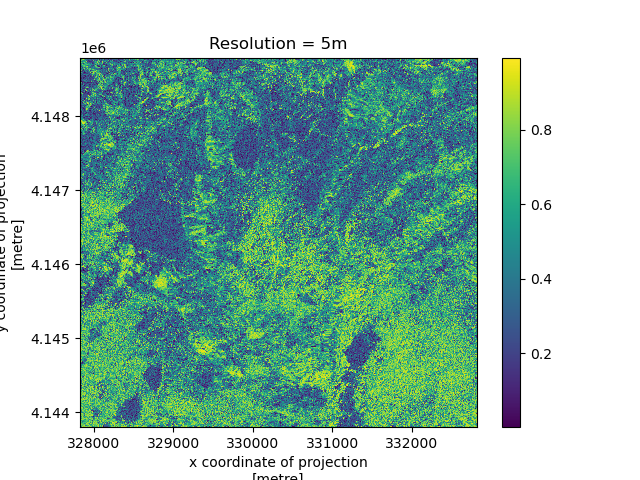 Resolution = 5m
1e6
4.148
4.147
4.146
4.145
4.144
y coordinate of projection
[metre]
328000 329000 330000 331000 332000
x coordinate of projection
[metre]
0.8
0.6
0.4
0.2